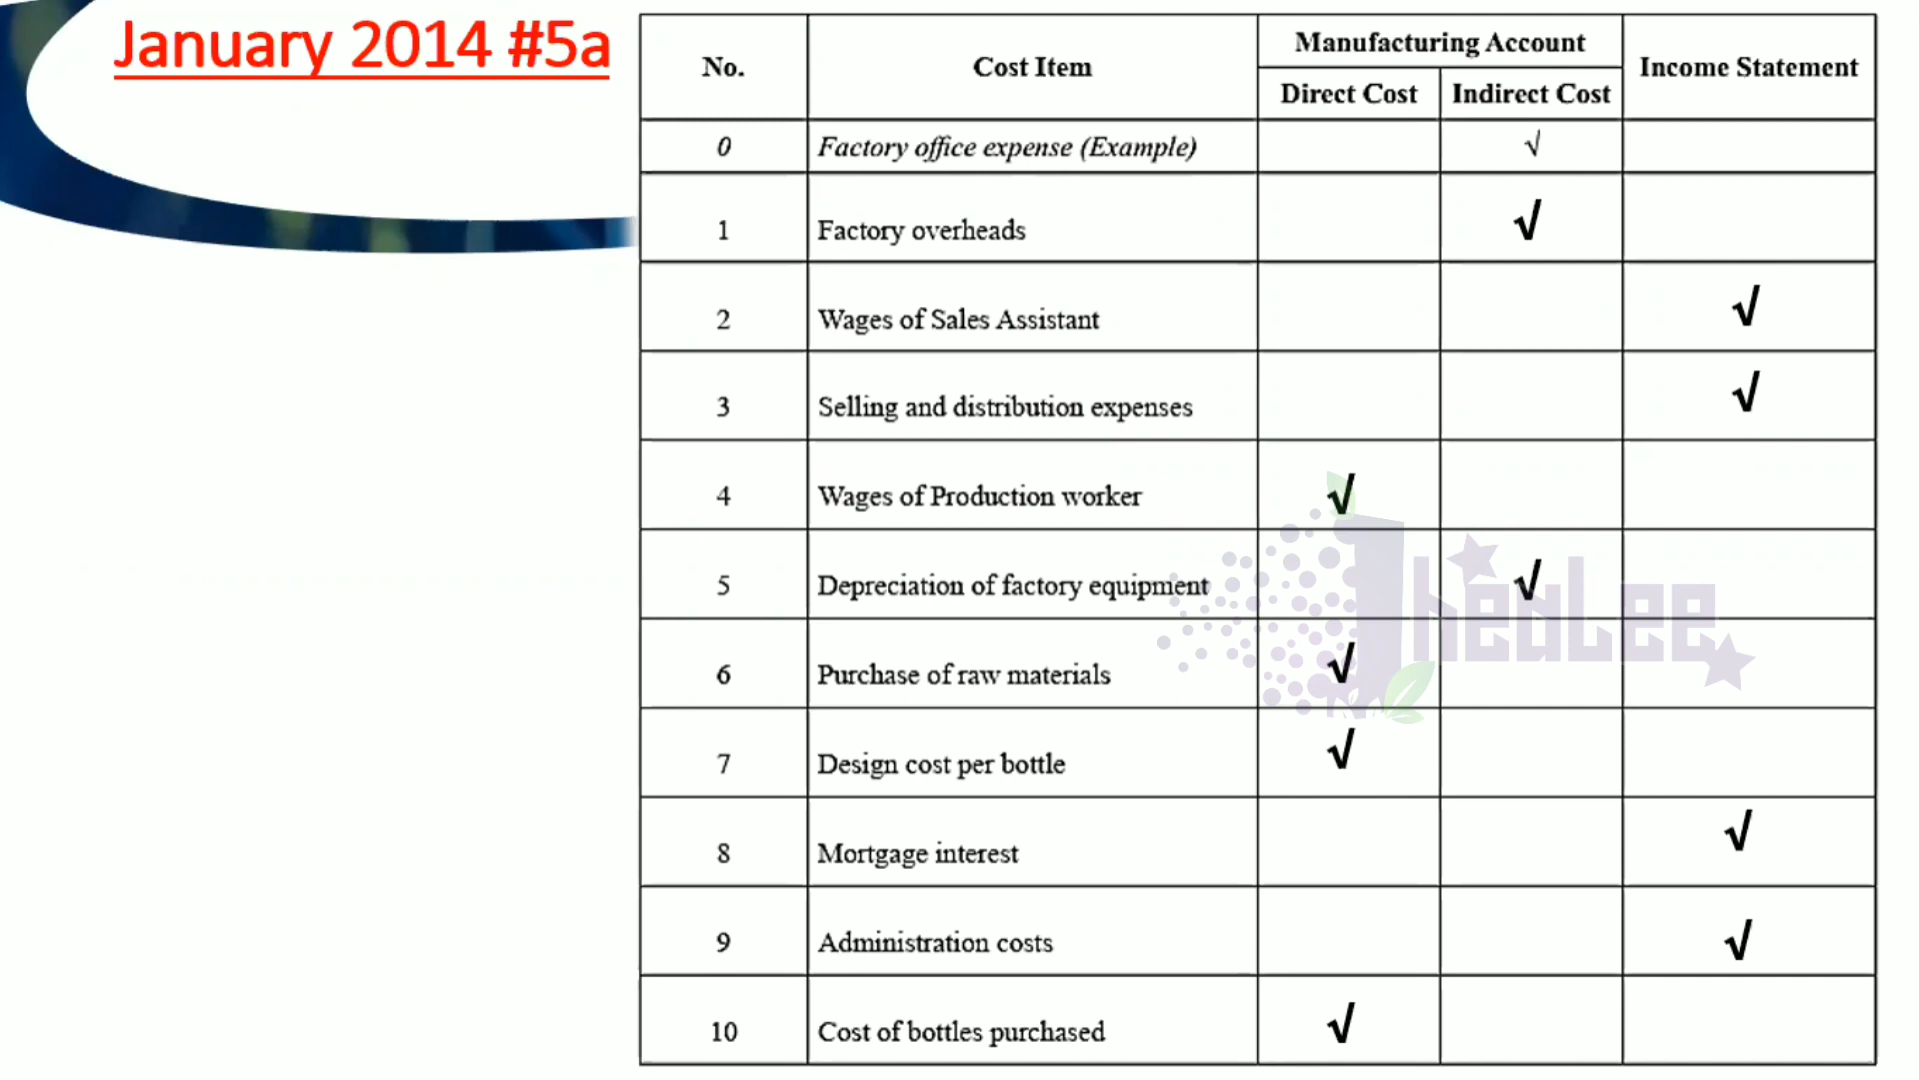 January 2014 #5a
No. Cost Item Manufacturing Account Income Statement
Direct Cost Indirect Cost
0 Factory office expense (Example) √
1 Factory overheads √
2 Wages of Sales Assistant √
3 Selling and distribution expenses √
4 Wages of Production worker √
5 Depreciation of factory equipment √
6 Purchase of raw materials √
7 Design cost per bottle √
8 Mortgage interest √
9 Administration costs √
10 Cost of bottles purchased √
1hedLee